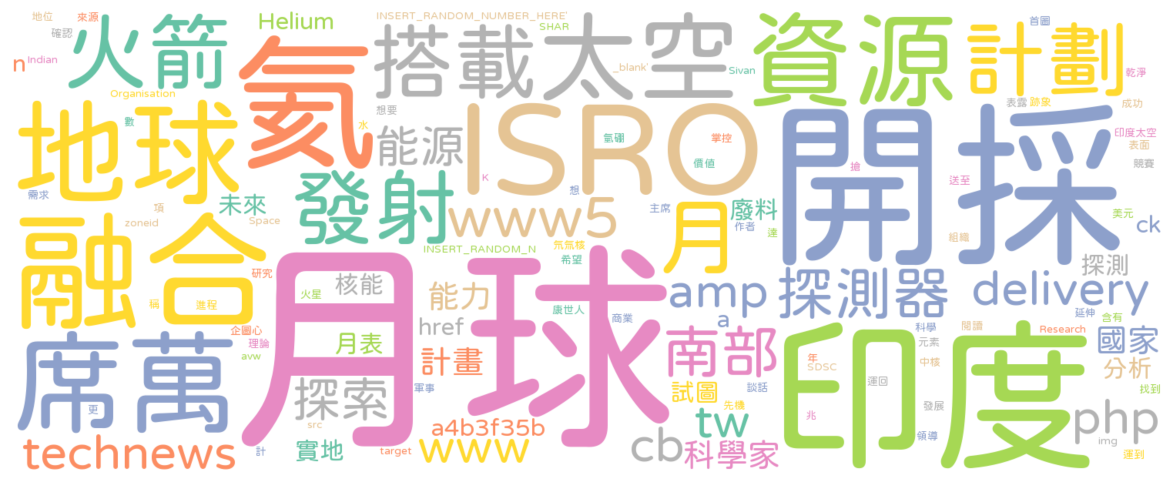 地位 來源
確認
火箭
Helium
INSERT_RANDOM_NUMBER_HERE'
SHAR
搭載太空
資源
計劃
首圖
n
Indian
氦
_blank'
Sivan
乾淨
Organisation
想要
表露 跡象
成功
地球
數
水
能源
ISRO
氫硼
掌控
開採
印度太空
表面
價值
搶
競賽
需求
未來
發射
K
想
送至
項
zoneid
Space
www5
主席
月
廢料
作者
達
美元
ck
組織
融合
INSERT_RANDOM_N
氘氦核
希望
探測
研究
核能
月球
amp
探測器
delivery
稱
進程
火星
能力
唐世人
延伸
含有
href
商業
a
科學
閱讀
Research
國家
席萬
企圖心
理論
avw
月表
計畫
南部
印度
元素
年
SDSC
中核
分析
找到
更
探索
軍事
試圖
談話
運回
先機
發展
php
src
a4b3f35b
tw
兆
technews
計
實地
target
www
cb
科學家
領導
img
運到